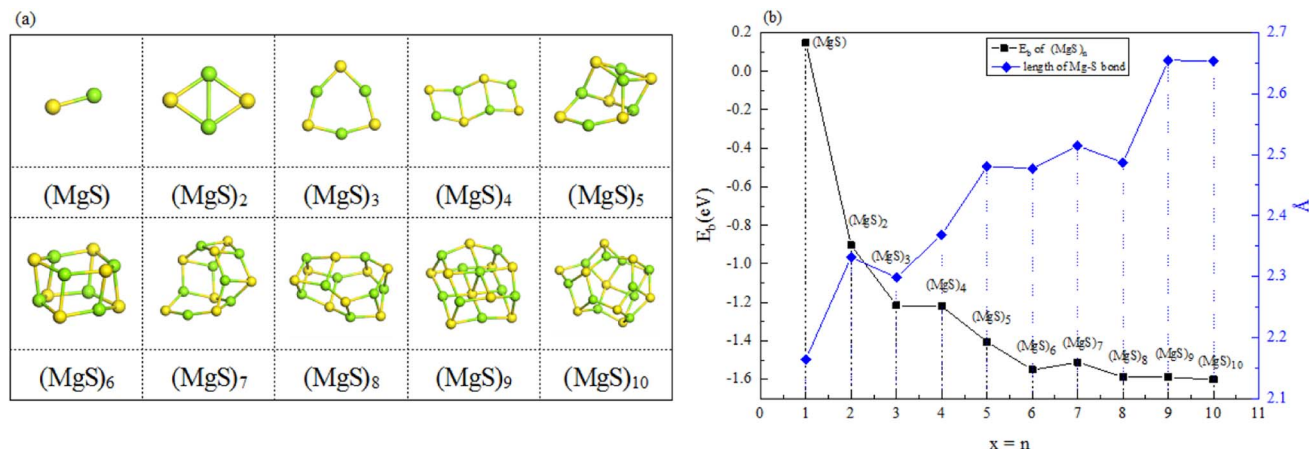 (a)
(MgS) (MgS)2 (MgS)3 (MgS)4 (MgS)5
(MgS)6 (MgS)7 (MgS)8 (MgS)9 (MgS)10
(b)
Eb of (MgS)n
length of Mg-S bond
(MgS)
(MgS)2
(MgS)3
(MgS)4
(MgS)5
(MgS)6
(MgS)7
(MgS)8
(MgS)9
(MgS)10
0.2
0.0
-0.2
-0.4
-0.6
-0.8
-1.0
-1.2
-1.4
-1.6
Eb(eV)
2.7
2.6
2.5
2.4
2.3
2.2
2.1
Å
0 1 2 3 4 5 6 7 8 9 10 11
x = n